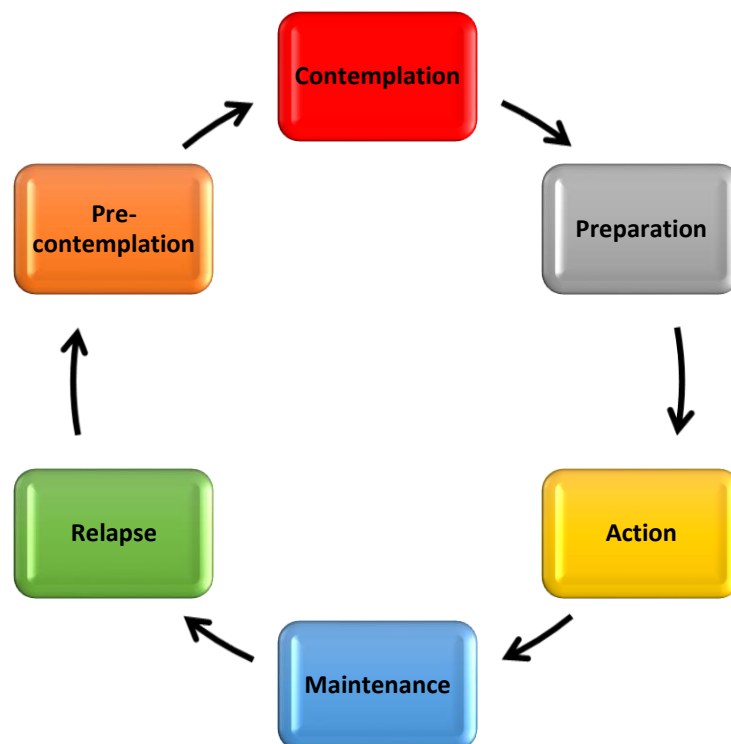 Contemplation
Preparation
Action
Maintenance
Relapse
Pre-
contemplation